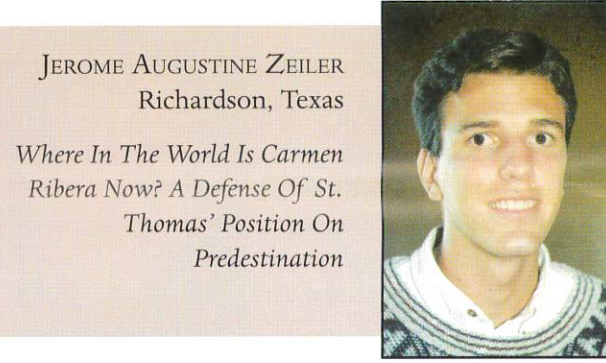 JEROME AUGUSTINE ZEILER
Richardson, Texas
Where In The World Is Carmen
Ribera Now? A Defense Of St.
Thomas' Position On
Predestination